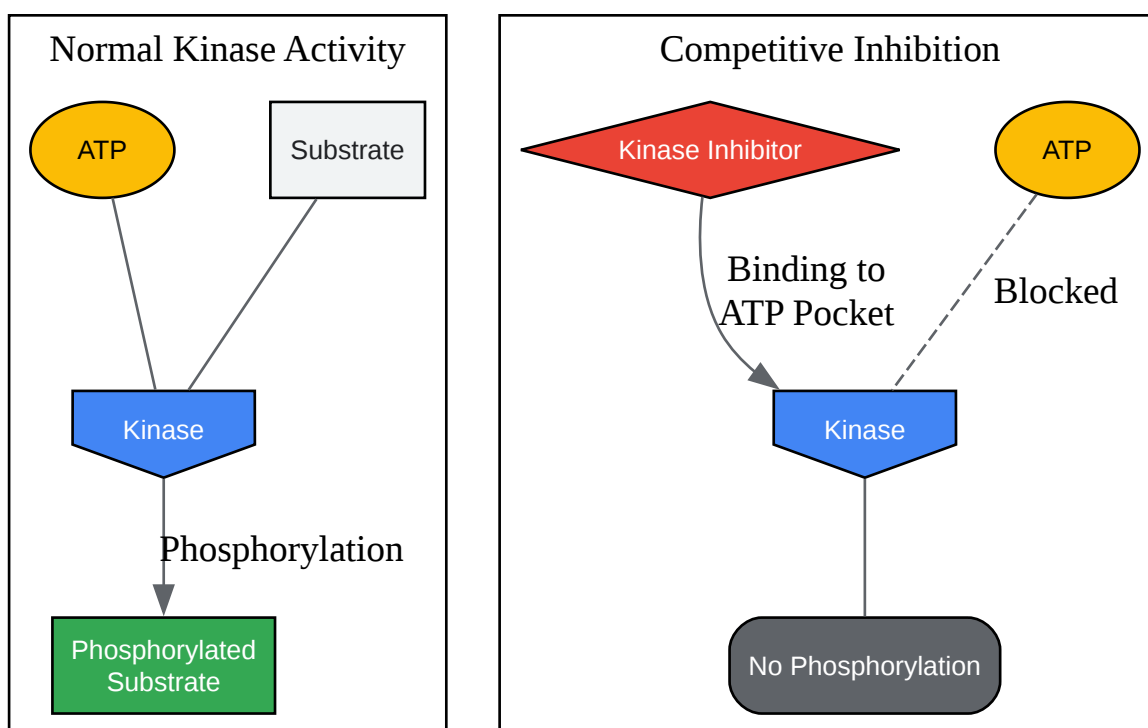 Normal Kinase Activity
ATP
Substrate
Kinase
Phosphorylation
Phosphorylated
Substrate
Competitive Inhibition
Kinase Inhibitor
ATP
Binding to
ATP Pocket
Blocked
Kinase
No Phosphorylation